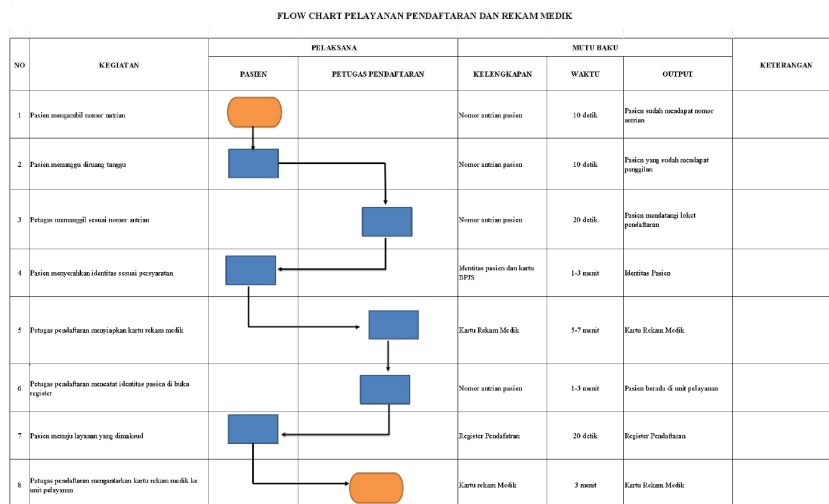 FLOW CHART PELAYANAN PENDAFTARAN DAN REKAM MEDIK
NO KEGIATAN PELAKSANA MUTU BAKU KETERANGAN
PASIEN PETUGAS PENDAFTARAN KELENGKAPAN WAKTU OUTPUT
1 Pasien mengambil nomor antrian Nomor antrian pasien 10 detik Pasien sudah mendapat nomor
antrian
2 Pasien menunggu diruang tunggu Nomor antrian pasien 10 detik Pasien yang sudah mendapat
panggilan
3 Petugas memanggil sesuai nomor antrian Nomor antrian pasien 20 detik Pasien mendatangi loket
pendaftaran
4 Pasien menyerahkan identitas sesuai persyaratan Identitas pasien dan kartu
BPJS 1-3 menit Identitas Pasien
5 Petugas pendaftaran menyiapkan kartu rekam medik Kartu Rekam Medik 5-7 menit Kartu Rekam Medik
6 Petugas pendaftaran mencatat identitas pasien di buku
register Nomor antrian pasien 1-3 menit Pasien berada di unit pelayanan
7 Pasien menuju layanan yang dimaksud Register Pendafatran 20 detik Register Pendaftaran
8 Petugas pendaftaran mengantarkan kartu rekam medik ke
unit pelayanan Kartu rekam Medik 3 menit Kartu Rekam Medik